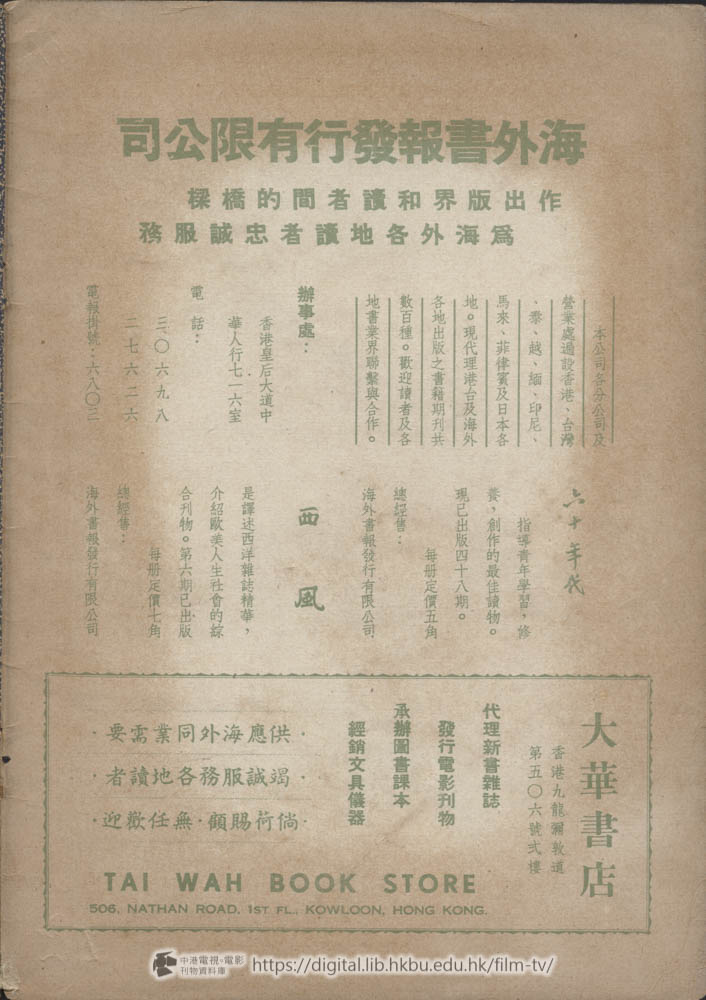 海外書報發行有限公司
作出版界和讀者間的橋樑
爲海外各地讀者忠誠服務
本公司各分公司及
營業處遍設香港、台灣
、泰、越、緬、印尼、
馬來、菲律賓及日本各
地。現代理港台及海外
各地出版之書籍期刊共
數百種。歡迎讀者及各
地書業界聯繫與合作。
辦事處：
香港皇后大道中
華人行七一六室
電話：
三〇六九八
二七六二六
電報掛號：六八〇三
六十年代
指導青年學習，修
養，創作的最佳讀物。
現已出版四十八期。
每册定價五角
總經售：
海外書報發行有限公司
西風
是譯述西洋雜誌精華，
介紹歐美人生社會的綜
合刊物。第六期已出版
每册定價七角
總經售：
海外書報發行有限公司
大華書店
香港九龍彌敦道
第五〇六號弍樓
代理新書雜誌
發行電影刊物
承辦圖書課本
經銷文具儀器
·供應海外同業需要·
·竭誠服務各地讀者·
·倘荷賜顧·無任歡迎·
TAI WAH BOOK STORE
506, NATHAN ROAD, 1ST FL., KOWLOON, HONG KONG.
中港電視·電影
刊物資料庫
https://digital.lib.hkbu.edu.hk/film-tv/